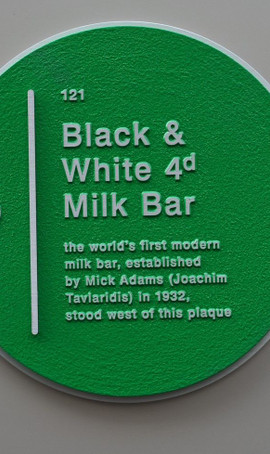 121
Black &
White 4d
Milk Bar
the world's first modern
milk bar, established
by Mick Adams (Joachim
Tavlaridis) in 1932,
stood west of this plaque